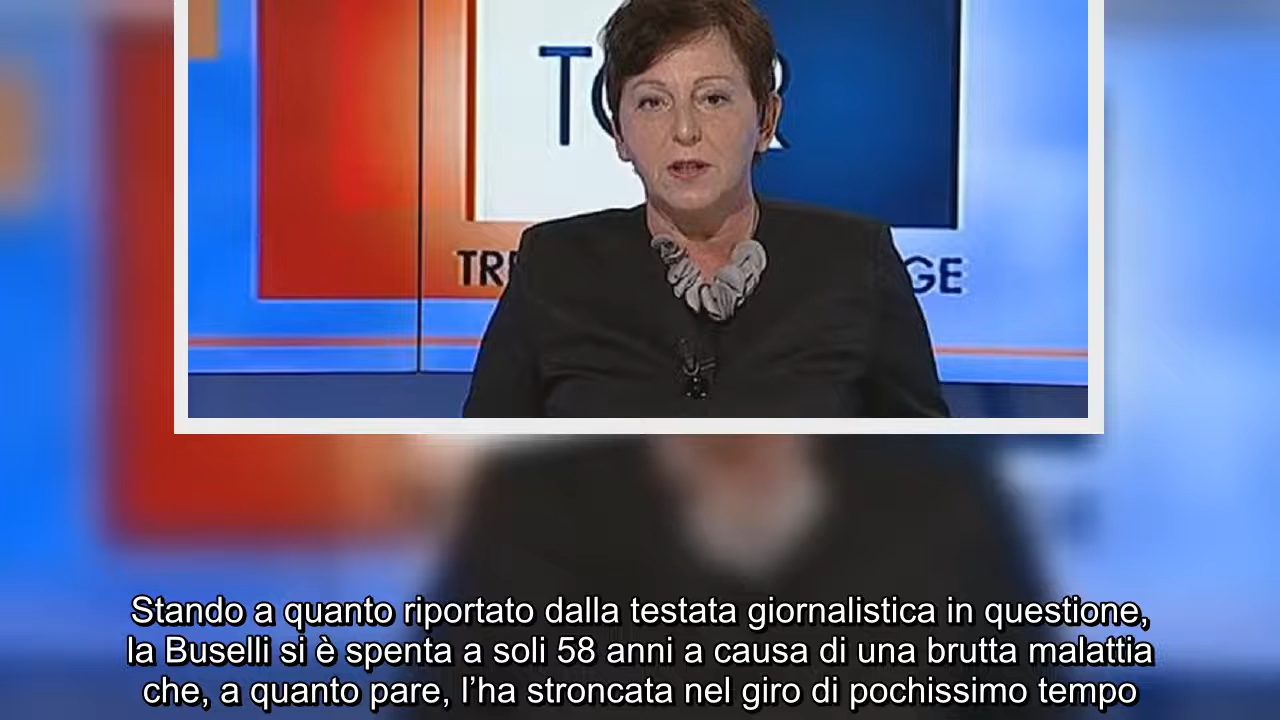 Stando a quanto riportato dalla testata giornalistica in questione,
la Buselli si è spenta a soli 58 anni a causa di una brutta malattia
che, a quanto pare, l’ha stroncata nel giro di pochissimo tempo